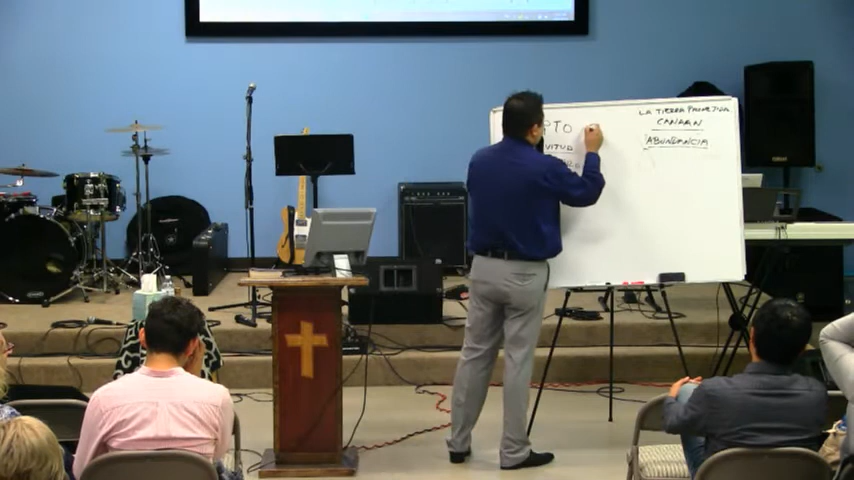 PTO
VITUD
LA TIERRA PROMETIDA
CANAAN
ABUNDANCIA